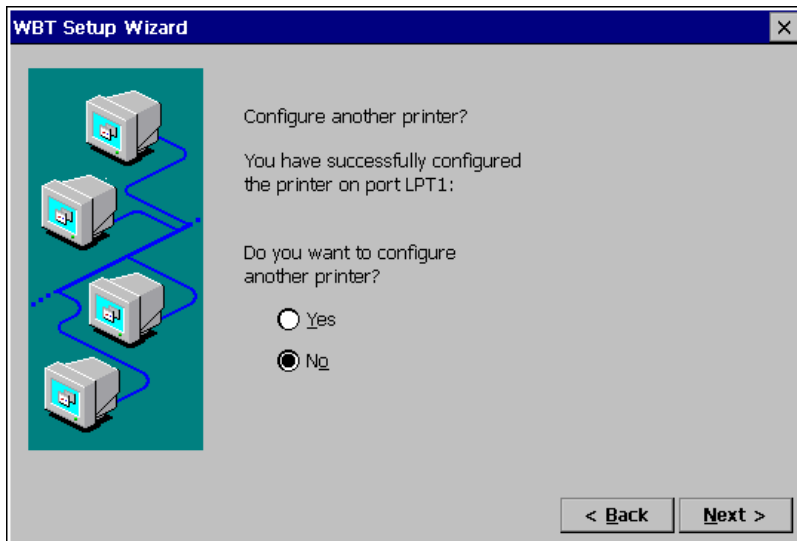 WBT Setup Wizard
Configure another printer?
You have successfully configured
the printer on port LPT1:
Do you want to configure
another printer?
Yes
No
< Back
Next >